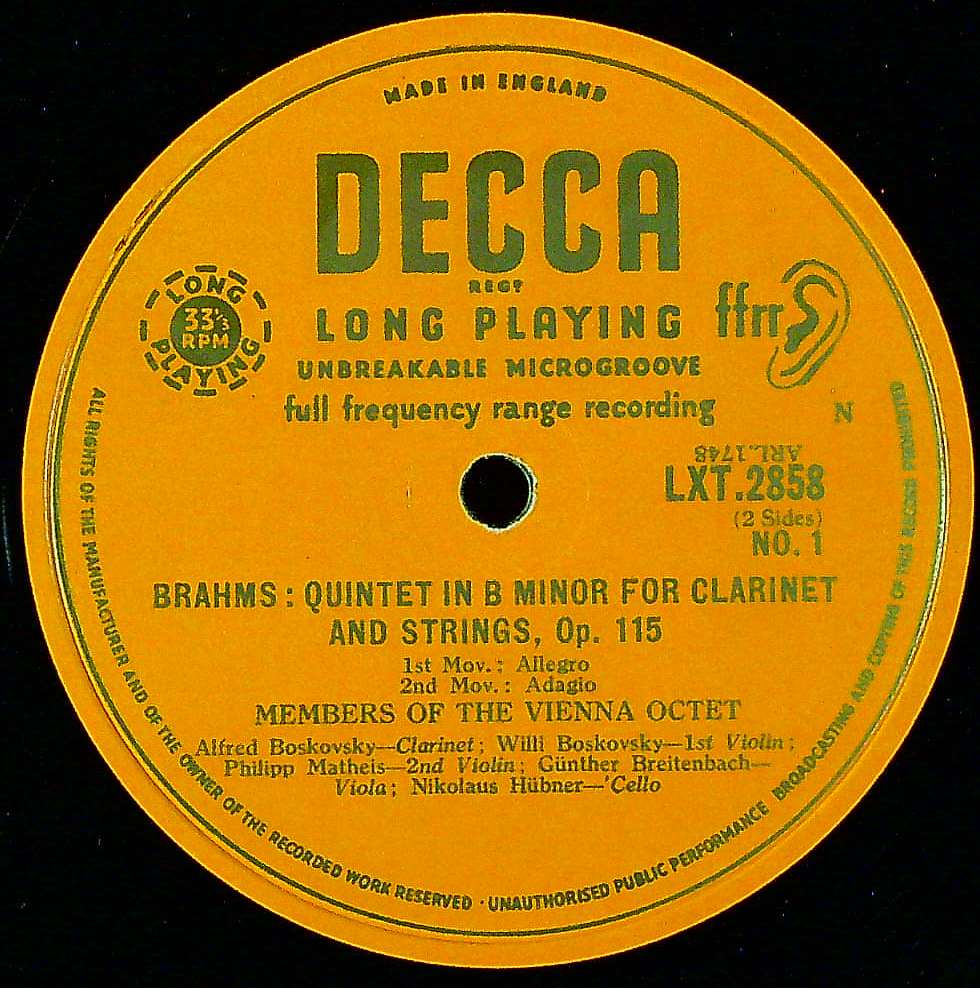 MADE IN ENGLAND
DECCA
REGD
LONG PLAYING
33⅓
RPM
LONG PLAYING
ffrr
UNBREAKABLE MICROGROOVE
full frequency range recording
N
ARL.1748
LXT.2858
(2 Sides)
NO. 1
BRAHMS : QUINTET IN B MINOR FOR CLARINET
AND STRINGS, Op. 115
1st Mov.: Allegro
2nd Mov.: Adagio
MEMBERS OF THE VIENNA OCTET
Alfred Boskovsky—Clarinet; Willi Boskovsky—1st Violin;
Philipp Matheis—2nd Violin; Günther Breitenbach—
Viola; Nikolaus Hübner—'Cello
ALL RIGHTS OF THE MANUFACTURER AND OF THE OWNER OF THE RECORDED WORK RESERVED · UNAUTHORISED PUBLIC PERFORMANCE BROADCASTING AND COPYING OF THIS RECORD PROHIBITED